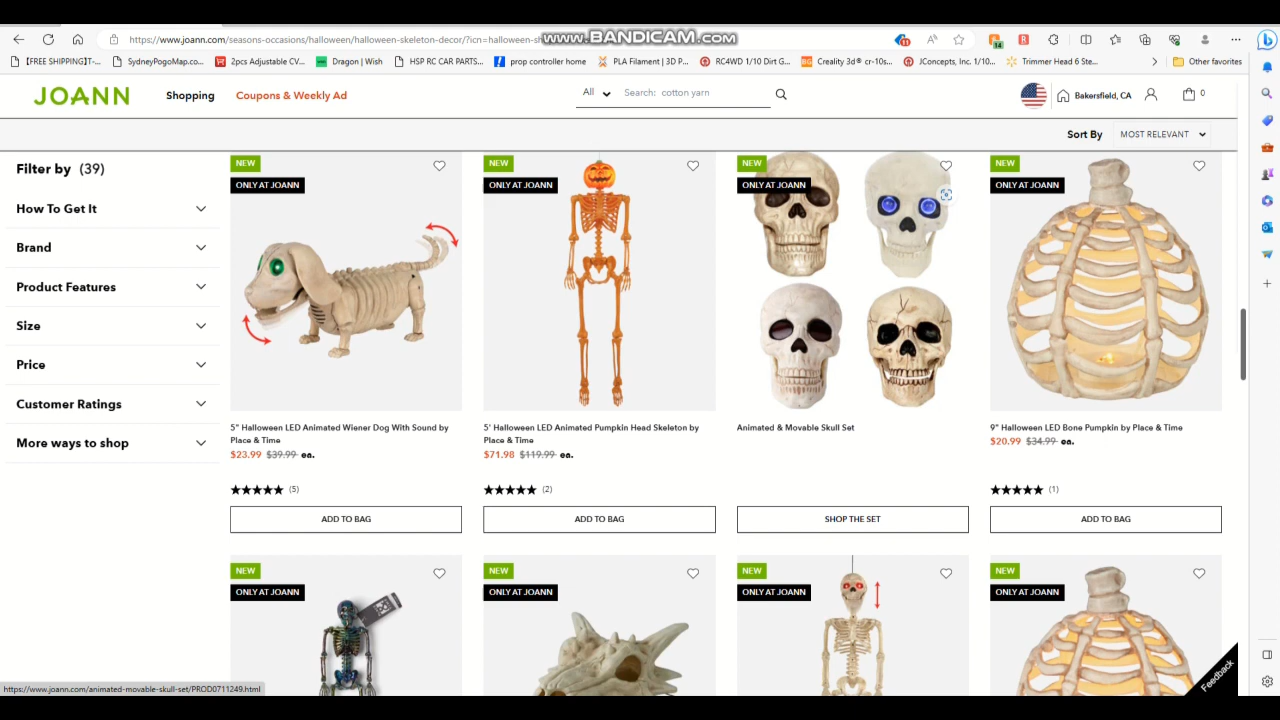 www.BANDICAM.com
https://www.joann.com/seasons-occasions/halloween/halloween-skeleton-decor/?icn=halloween-sh
11
14
【FREE SHIPPING】T-...
SydneyPogoMap.co...
2pcs Adjustable CV...
Dragon | Wish
HSP RC CAR PARTS...
prop controller home
PLA Filament | 3D P...
RC4WD 1/10 Dirt G...
Creality 3d® cr-10s...
JConcepts, Inc. 1/10...
Trimmer Head 6 Ste...
Other favorites
JOANN
Shopping
Coupons & Weekly Ad
All
Search: cotton yarn
Bakersfield, CA
0
Sort By
MOST RELEVANT
Filter by (39)
How To Get It
Brand
Product Features
Size
Price
Customer Ratings
More ways to shop
NEW
ONLY AT JOANN
5" Halloween LED Animated Wiener Dog With Sound by
Place & Time
$23.99 $39.99 ea.
(5)
ADD TO BAG
NEW
ONLY AT JOANN
5' Halloween LED Animated Pumpkin Head Skeleton by
Place & Time
$71.98 $119.99 ea.
(2)
ADD TO BAG
NEW
ONLY AT JOANN
Animated & Movable Skull Set
SHOP THE SET
NEW
ONLY AT JOANN
9" Halloween LED Bone Pumpkin by Place & Time
$20.99 $34.99 ea.
(1)
ADD TO BAG
NEW
ONLY AT JOANN
NEW
ONLY AT JOANN
NEW
ONLY AT JOANN
NEW
ONLY AT JOANN
Feedback
https://www.joann.com/animated-movable-skull-set/PROD0711249.html